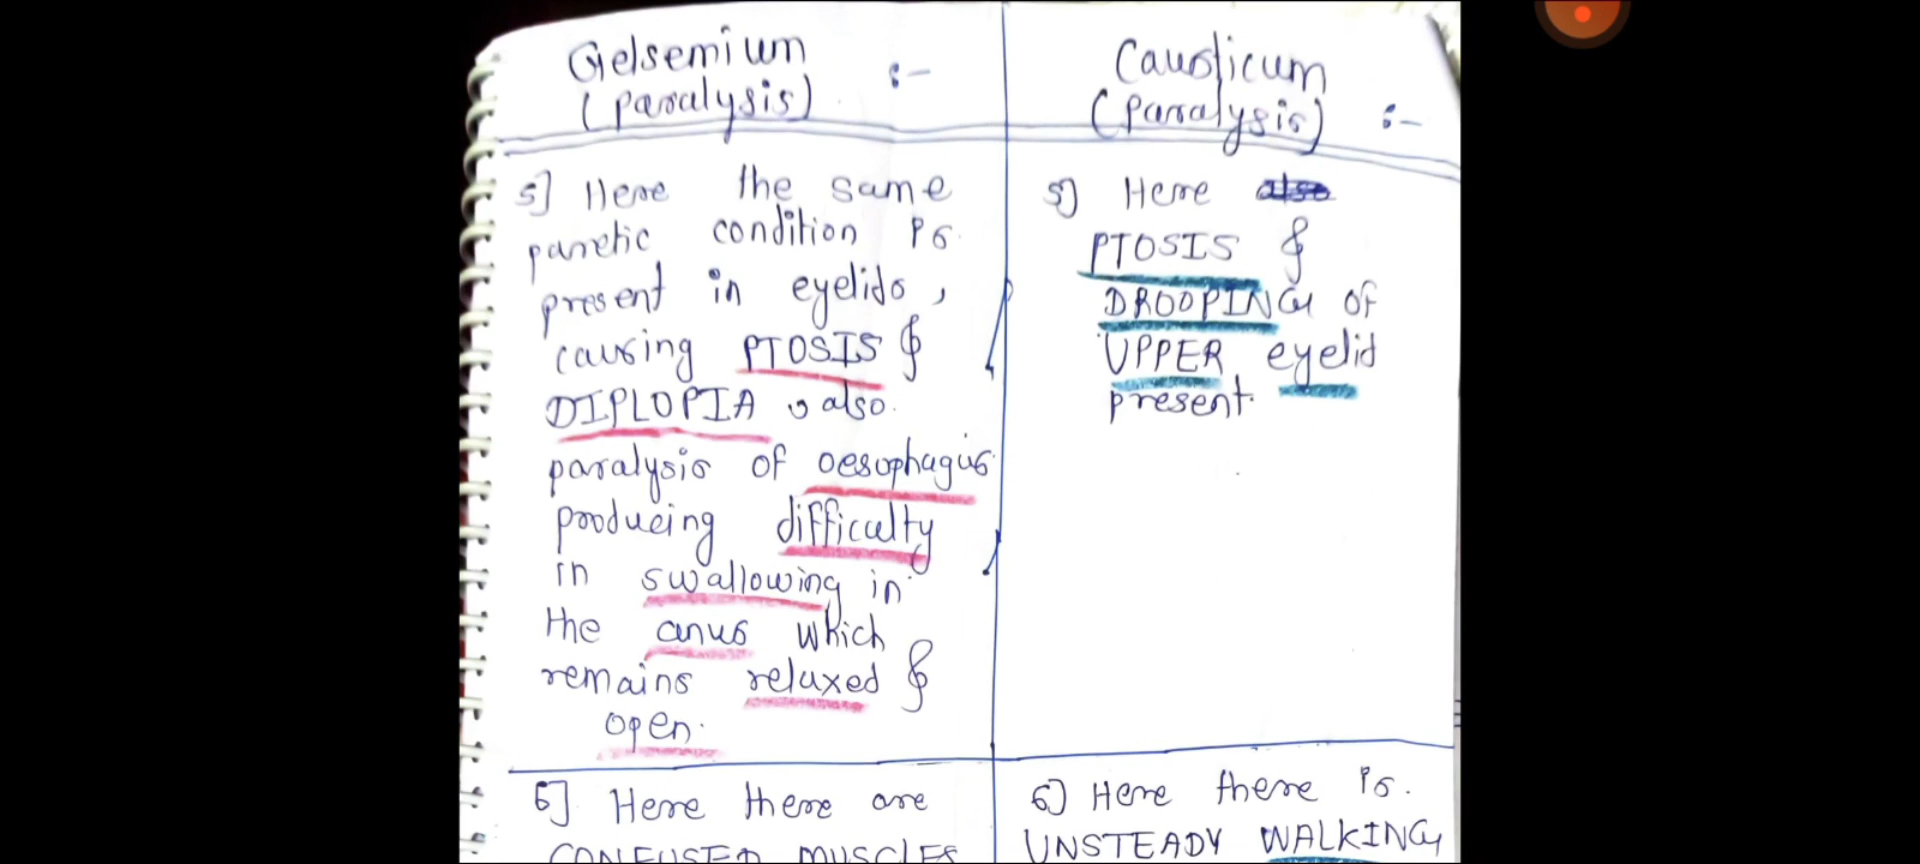 Gelsemium
(Paralysis) :-
5] Here the same
paretic condition is
present in eyelids,
causing PTOSIS &
DIPLOPIA, also
paralysis of oesophagus
producing difficulty
in swallowing in
the anus which
remains relaxed &
open.
6] Here there are
CONFUSED MUSCLES
Causticum
(Paralysis) :-
5) Here also
PTOSIS &
DROOPING of
UPPER eyelid
present.
6) Here there is
UNSTEADY WALKING